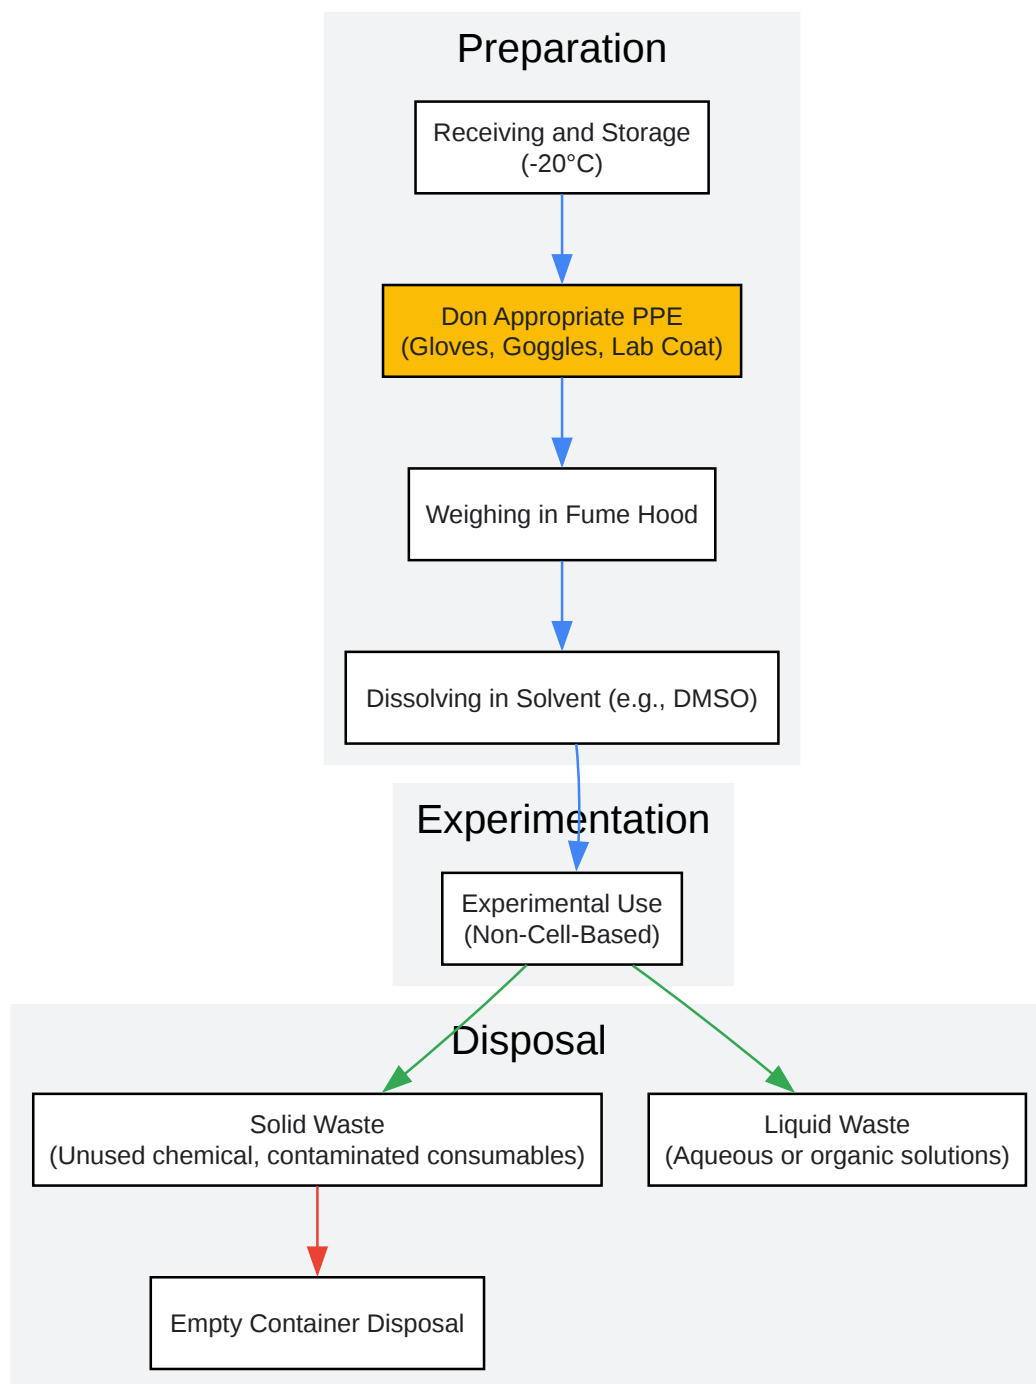 Preparation
Receiving and Storage
(-20°C)
Don Appropriate PPE
(Gloves, Goggles, Lab Coat)
Weighing in Fume Hood
Dissolving in Solvent (e.g., DMSO)
Experimentation
Experimental Use
(Non-Cell-Based)
Disposal
Solid Waste
(Unused chemical, contaminated consumables)
Liquid Waste
(Aqueous or organic solutions)
Empty Container Disposal